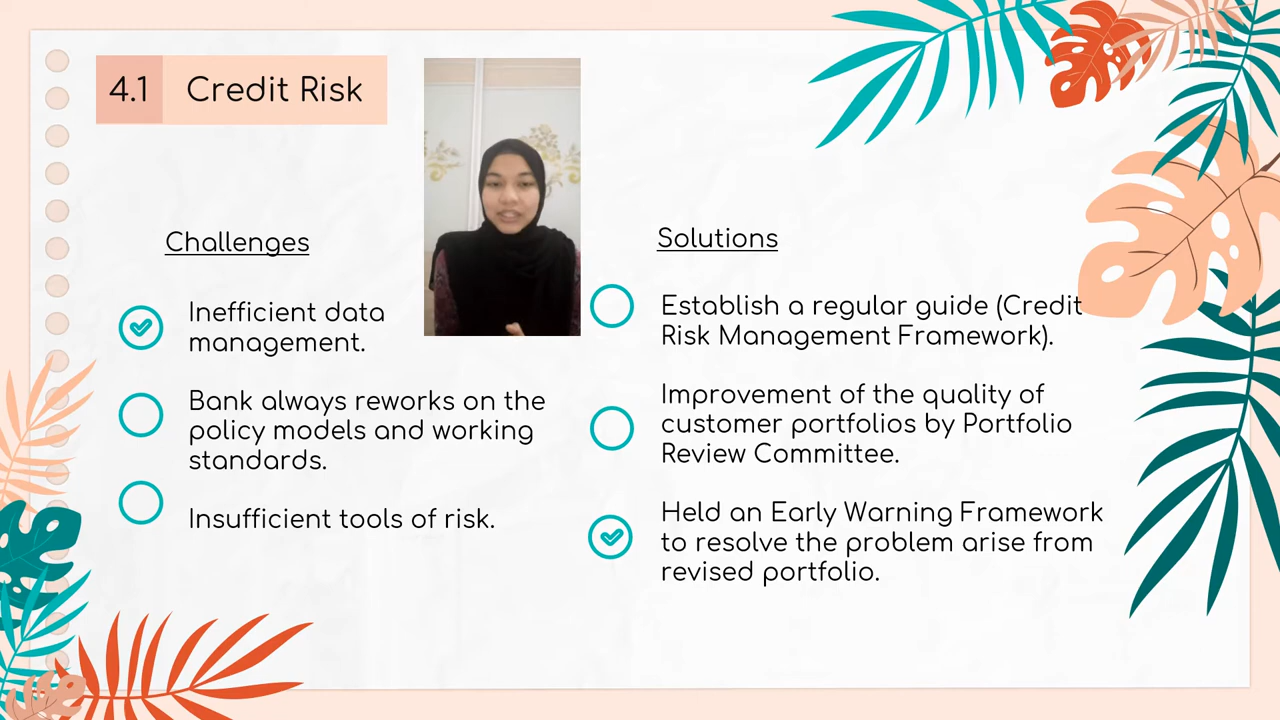 4.1 Credit Risk
Challenges
Inefficient data
management.
Bank always reworks on the
policy models and working
standards.
Insufficient tools of risk.
Solutions
Establish a regular guide (Credit
Risk Management Framework).
Improvement of the quality of
customer portfolios by Portfolio
Review Committee.
Held an Early Warning Framework
to resolve the problem arise from
revised portfolio.